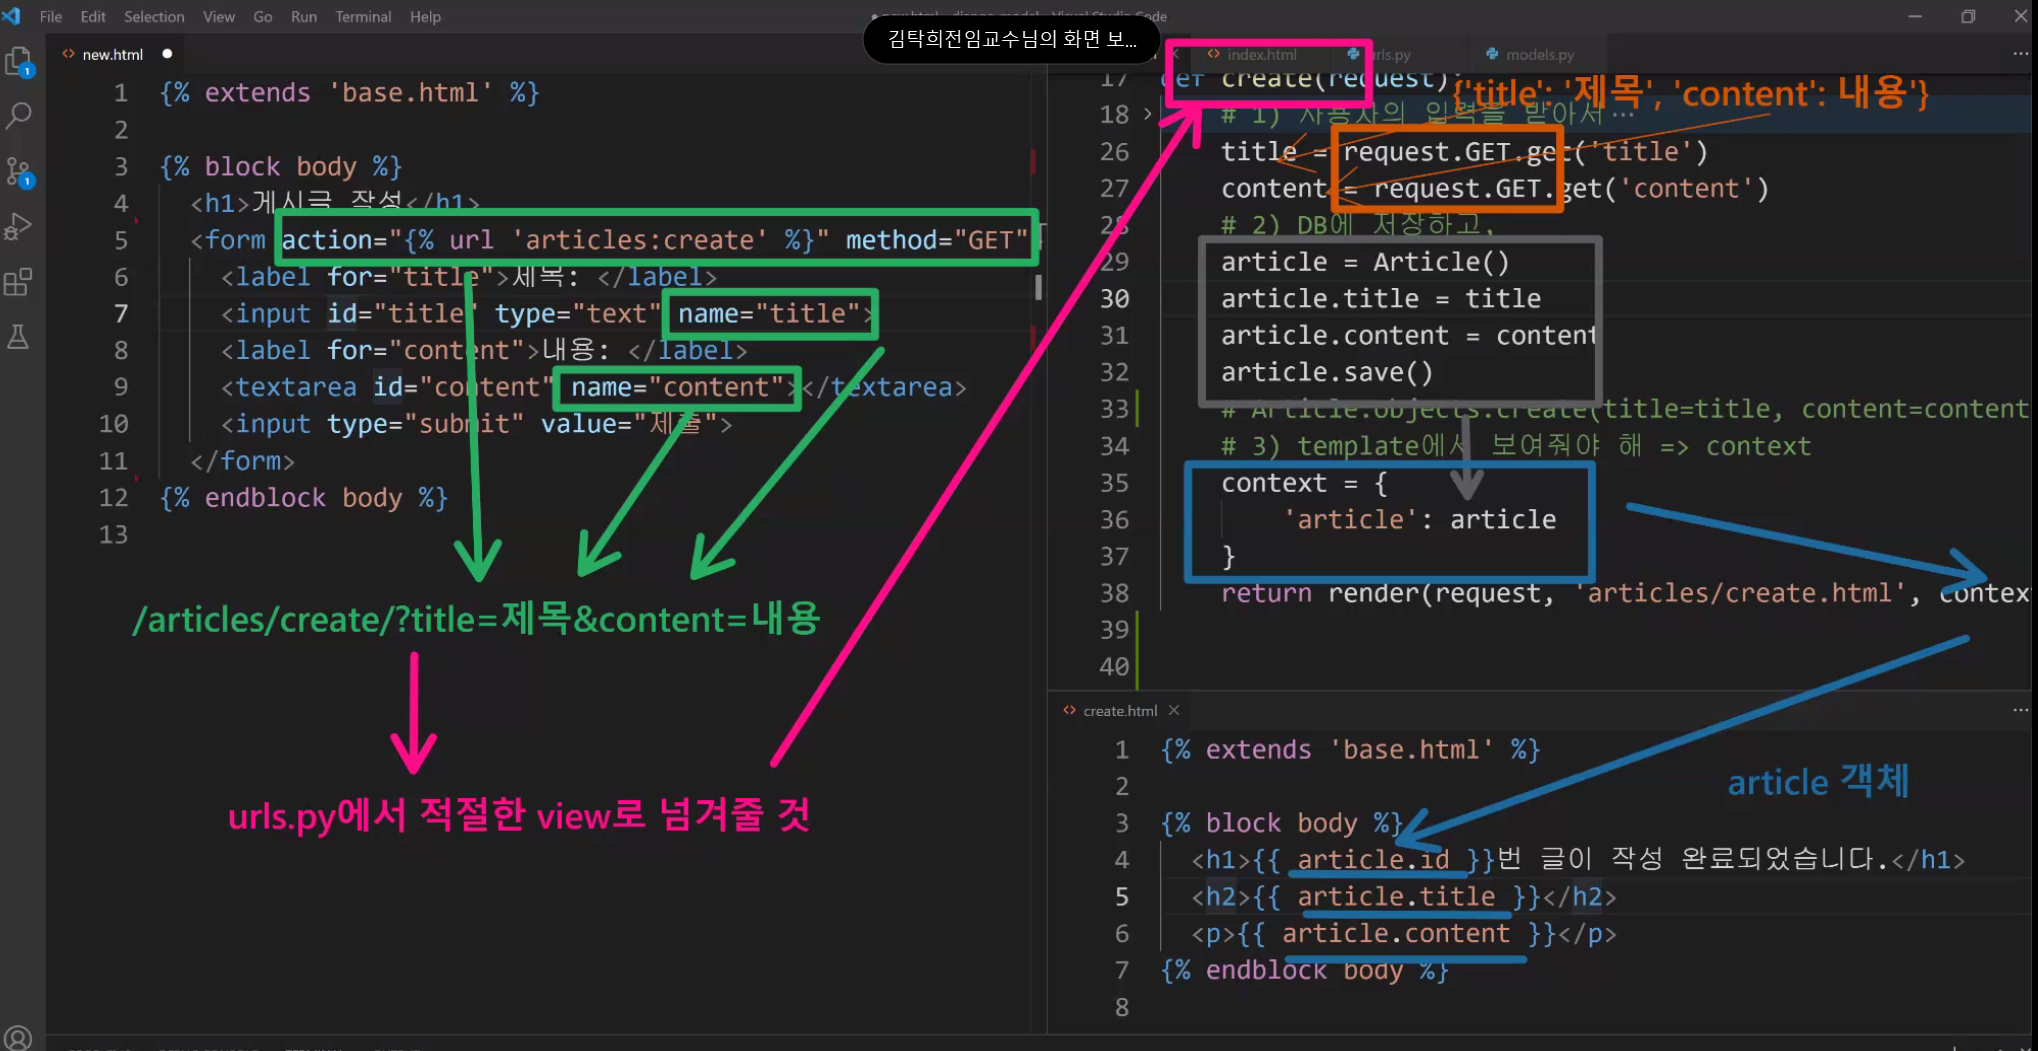 File Edit Selection View Go Run Terminal Help
김탁희전임교수님의 화면 보...
new.html
1 {% extends 'base.html' %}
2
3 {% block body %}
4 <h1>게시글 작성</h1>
5 <form action="{% url 'articles:create' %}" method="GET"
6 <label for="title">제목: </label>
7 <input id="title" type="text" name="title">
8 <label for="content">내용: </label>
9 <textarea id="content" name="content"></textarea>
10 <input type="submit" value="제출">
11 </form>
12 {% endblock body %}
13
/articles/create/?title=제목&content=내용
urls.py에서 적절한 view로 넘겨줄 것
index.html urls.py models.py
17 def create(request):
{'title': '제목', 'content': 내용'}
18 # 1) 사용자의 입력을 받아서 ...
26 title = request.GET.get('title')
27 content = request.GET.get('content')
28 # 2) DB에 저장하고,
29 article = Article()
30 article.title = title
31 article.content = content
32 article.save()
33 # Article.objects.create(title=title, content=content
34 # 3) template에서 보여줘야 해 => context
35 context = {
36 'article': article
37 }
38 return render(request, 'articles/create.html', contex
39
40
create.html
1 {% extends 'base.html' %}
2
article 객체
3 {% block body %}
4 <h1>{{ article.id }}번 글이 작성 완료되었습니다.</h1>
5 <h2>{{ article.title }}</h2>
6 <p>{{ article.content }}</p>
7 {% endblock body %}
8